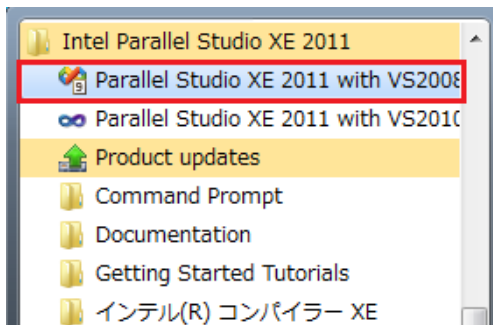 Intel Parallel Studio XE 2011
Parallel Studio XE 2011 with VS2008
Parallel Studio XE 2011 with VS2010
Product updates
Command Prompt
Documentation
Getting Started Tutorials
インテル(R) コンパイラー XE